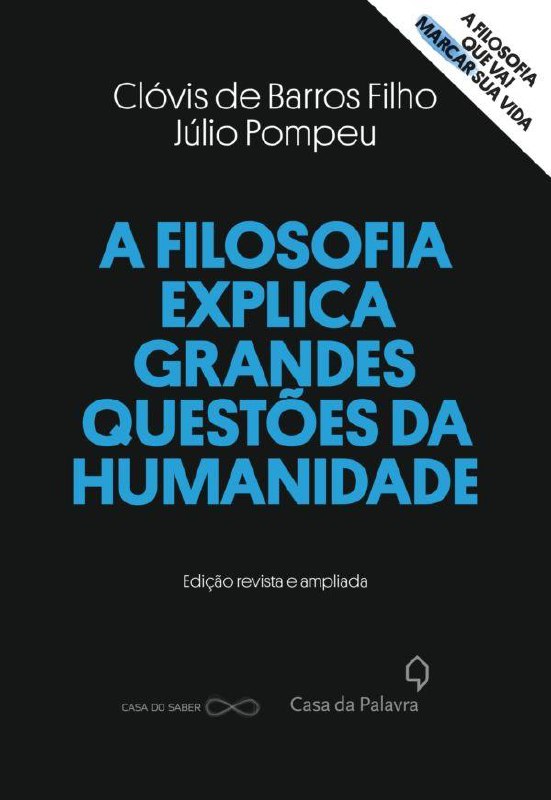 A FILOSOFIA
QUE VAI
MARCAR SUA VIDA
Clóvis de Barros Filho
Júlio Pompeu
A FILOSOFIA
EXPLICA
GRANDES
QUESTÕES DA
HUMANIDADE
Edição revista e ampliada
CASA DO SABER
Casa da Palavra